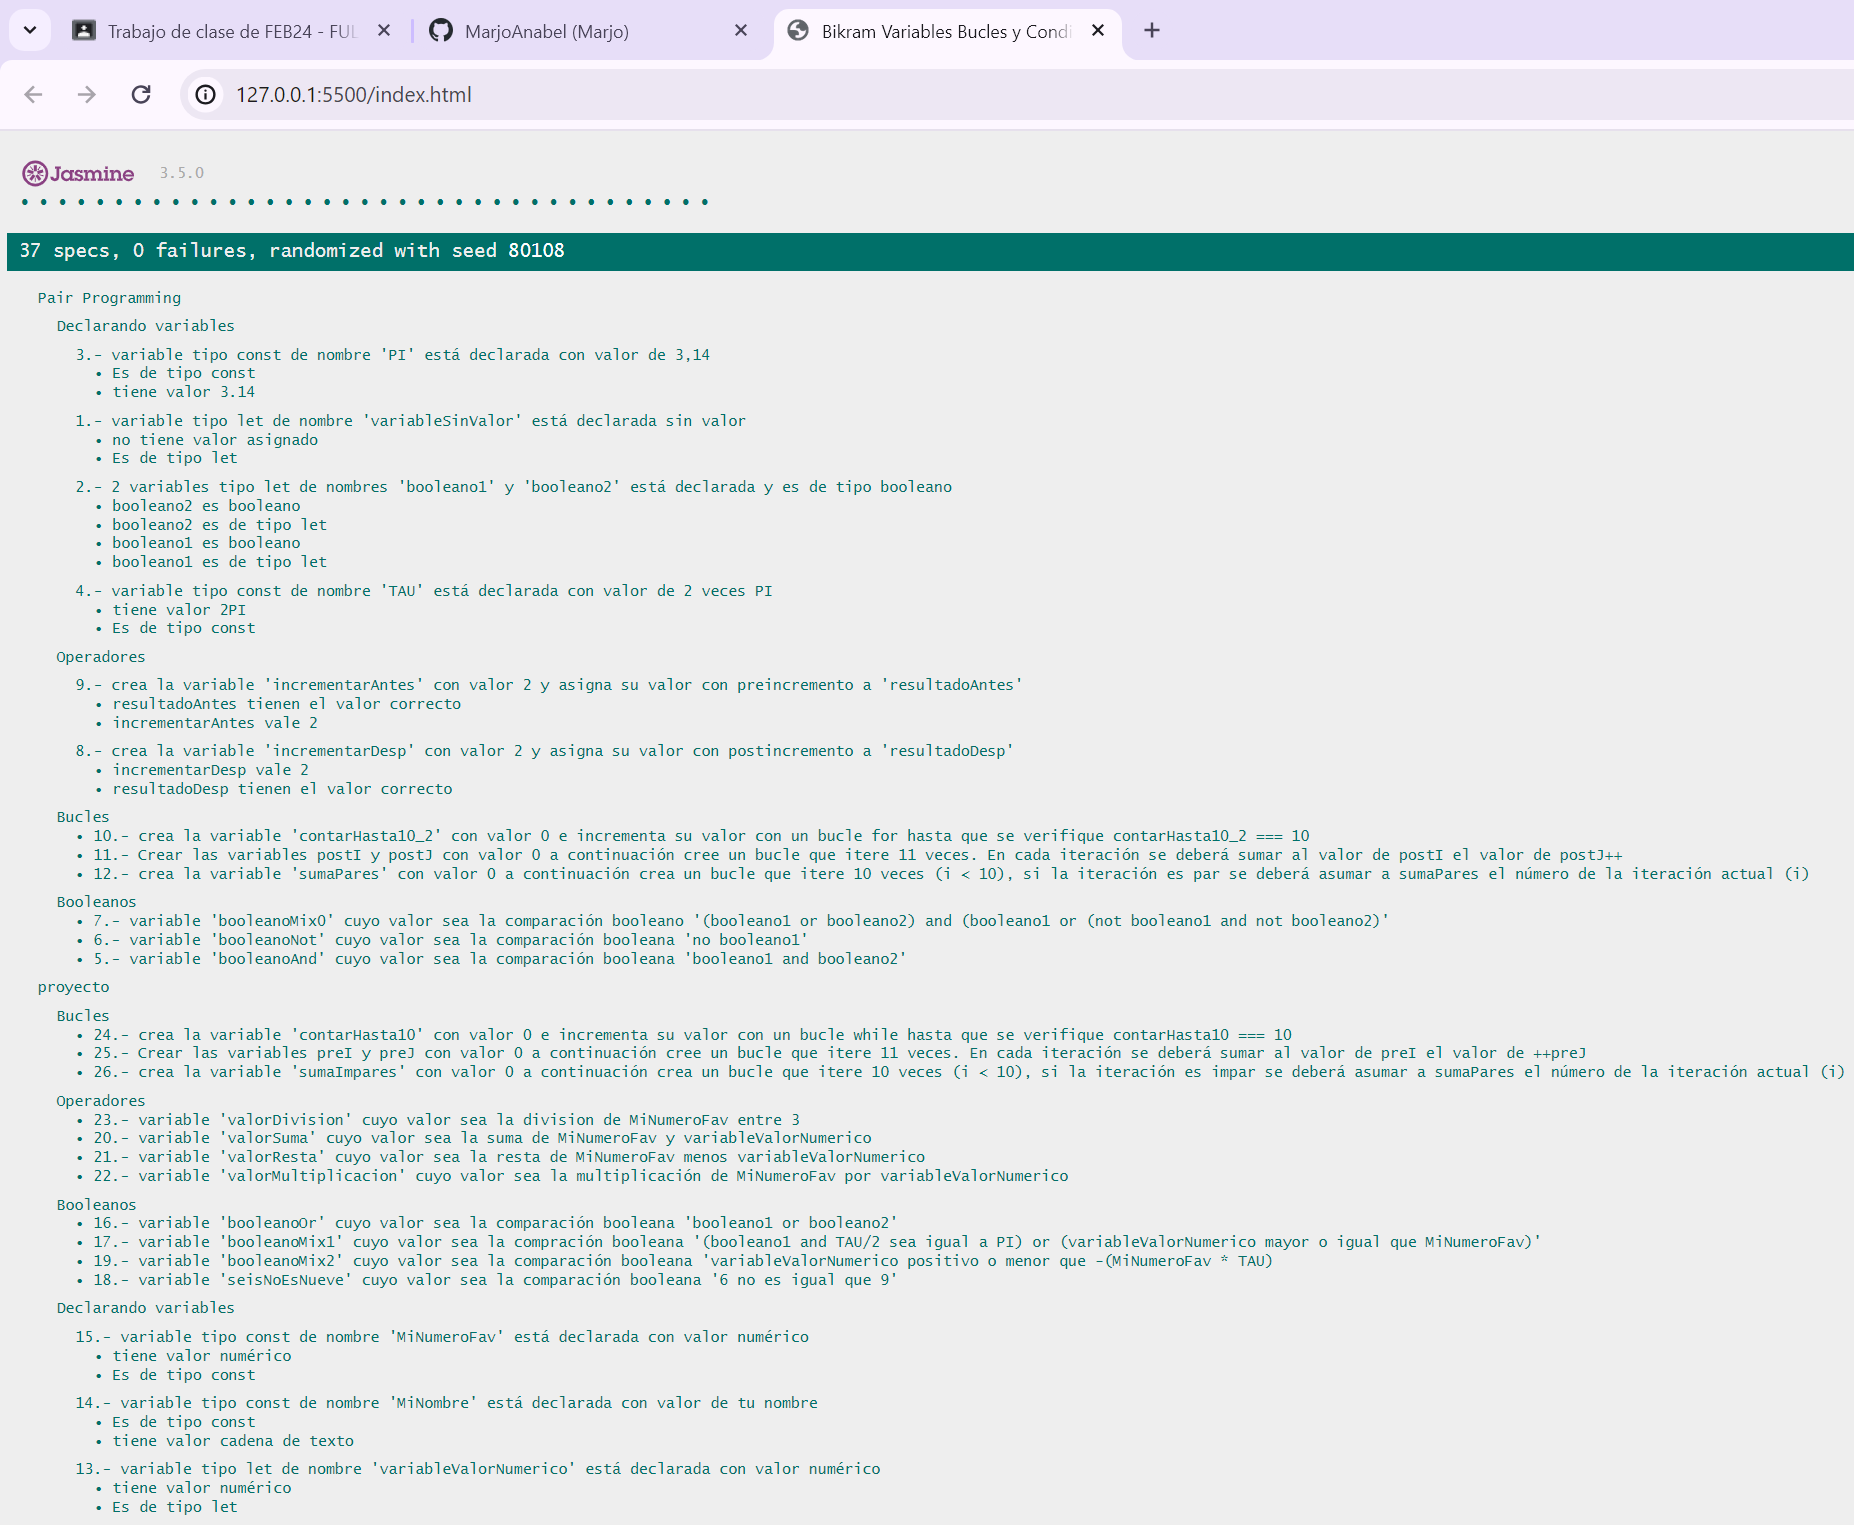 Trabajo de clase de FEB24 - FUL
MarjoAnabel (Marjo)
Bikram Variables Bucles y Condi
127.0.0.1:5500/index.html
Jasmine 3.5.0
37 specs, 0 failures, randomized with seed 80108
Pair Programming
Declarando variables
3.- variable tipo const de nombre 'PI' está declarada con valor de 3,14
• Es de tipo const
• tiene valor 3.14
1.- variable tipo let de nombre 'variableSinValor' está declarada sin valor
• no tiene valor asignado
• Es de tipo let
2.- 2 variables tipo let de nombres 'booleano1' y 'booleano2' está declarada y es de tipo booleano
• booleano2 es booleano
• booleano2 es de tipo let
• booleano1 es booleano
• booleano1 es de tipo let
4.- variable tipo const de nombre 'TAU' está declarada con valor de 2 veces PI
• tiene valor 2PI
• Es de tipo const
Operadores
9.- crea la variable 'incrementarAntes' con valor 2 y asigna su valor con preincremento a 'resultadoAntes'
• resultadoAntes tienen el valor correcto
• incrementarAntes vale 2
8.- crea la variable 'incrementarDesp' con valor 2 y asigna su valor con postincremento a 'resultadoDesp'
• incrementarDesp vale 2
• resultadoDesp tienen el valor correcto
Bucles
• 10.- crea la variable 'contarHasta10_2' con valor 0 e incrementa su valor con un bucle for hasta que se verifique contarHasta10_2 === 10
• 11.- Crear las variables postI y postJ con valor 0 a continuación cree un bucle que itere 11 veces. En cada iteración se deberá sumar al valor de postI el valor de postJ++
• 12.- crea la variable 'sumaPares' con valor 0 a continuación crea un bucle que itere 10 veces (i < 10), si la iteración es par se deberá asumar a sumaPares el número de la iteración actual (i)
Booleanos
• 7.- variable 'booleanoMix0' cuyo valor sea la comparación booleano '(booleano1 or booleano2) and (booleano1 or (not booleano1 and not booleano2)'
• 6.- variable 'booleanoNot' cuyo valor sea la comparación booleana 'no booleano1'
• 5.- variable 'booleanoAnd' cuyo valor sea la comparación booleana 'booleano1 and booleano2'
proyecto
Bucles
• 24.- crea la variable 'contarHasta10' con valor 0 e incrementa su valor con un bucle while hasta que se verifique contarHasta10 === 10
• 25.- Crear las variables preI y preJ con valor 0 a continuación cree un bucle que itere 11 veces. En cada iteración se deberá sumar al valor de preI el valor de ++preJ
• 26.- crea la variable 'sumaImpares' con valor 0 a continuación crea un bucle que itere 10 veces (i < 10), si la iteración es impar se deberá asumar a sumaPares el número de la iteración actual (i)
Operadores
• 23.- variable 'valorDivision' cuyo valor sea la division de MiNumeroFav entre 3
• 20.- variable 'valorSuma' cuyo valor sea la suma de MiNumeroFav y variableValorNumerico
• 21.- variable 'valorResta' cuyo valor sea la resta de MiNumeroFav menos variableValorNumerico
• 22.- variable 'valorMultiplicacion' cuyo valor sea la multiplicación de MiNumeroFav por variableValorNumerico
Booleanos
• 16.- variable 'booleanoOr' cuyo valor sea la comparación booleana 'booleano1 or booleano2'
• 17.- variable 'booleanoMix1' cuyo valor sea la compración booleana '(booleano1 and TAU/2 sea igual a PI) or (variableValorNumerico mayor o igual que MiNumeroFav)'
• 19.- variable 'booleanoMix2' cuyo valor sea la comparación booleana 'variableValorNumerico positivo o menor que -(MiNumeroFav * TAU)
• 18.- variable 'seisNoEsNueve' cuyo valor sea la comparación booleana '6 no es igual que 9'
Declarando variables
15.- variable tipo const de nombre 'MiNumeroFav' está declarada con valor numérico
• tiene valor numérico
• Es de tipo const
14.- variable tipo const de nombre 'MiNombre' está declarada con valor de tu nombre
• Es de tipo const
• tiene valor cadena de texto
13.- variable tipo let de nombre 'variableValorNumerico' está declarada con valor numérico
• tiene valor numérico
• Es de tipo let